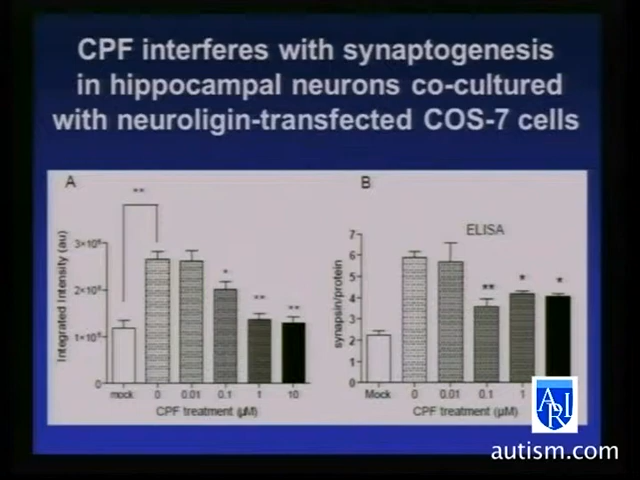 CPF interferes with synaptogenesis
in hippocampal neurons co-cultured
with neuroligin-transfected COS-7 cells
A
**
Integrated Intensity (au)
3×10⁶
2×10⁶
1×10⁶
0
*
**
**
mock 0 0.01 0.1 1 10
CPF treatment (µM)
B
ELISA
synapsin/protein
7
6
5
4
3
2
1
0
**
*
*
Mock 0 0.01 0.1 1
CPF treatment (µM)
ARI
autism.com